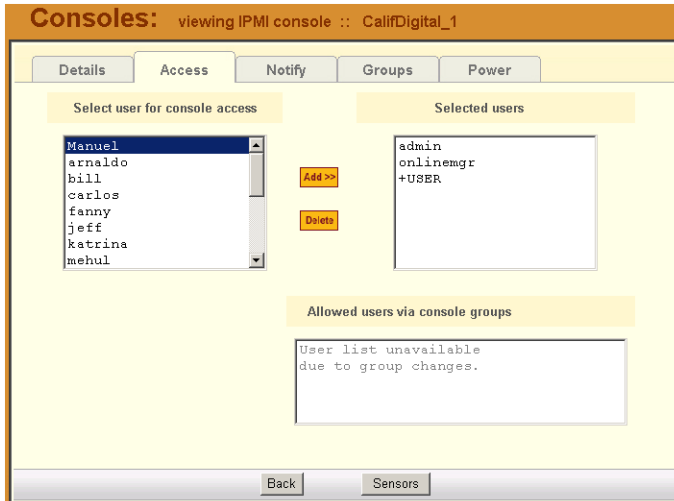 Consoles: viewing IPMI console :: CalifDigital_1
Details Access Notify Groups Power
Select user for console access
Selected users
Manuel
arnaldo
bill
carlos
fanny
jeff
katrina
mehul
Add >>
Delete
admin
onlinemgr
+USER
Allowed users via console groups
User list unavailable
due to group changes.
Back Sensors